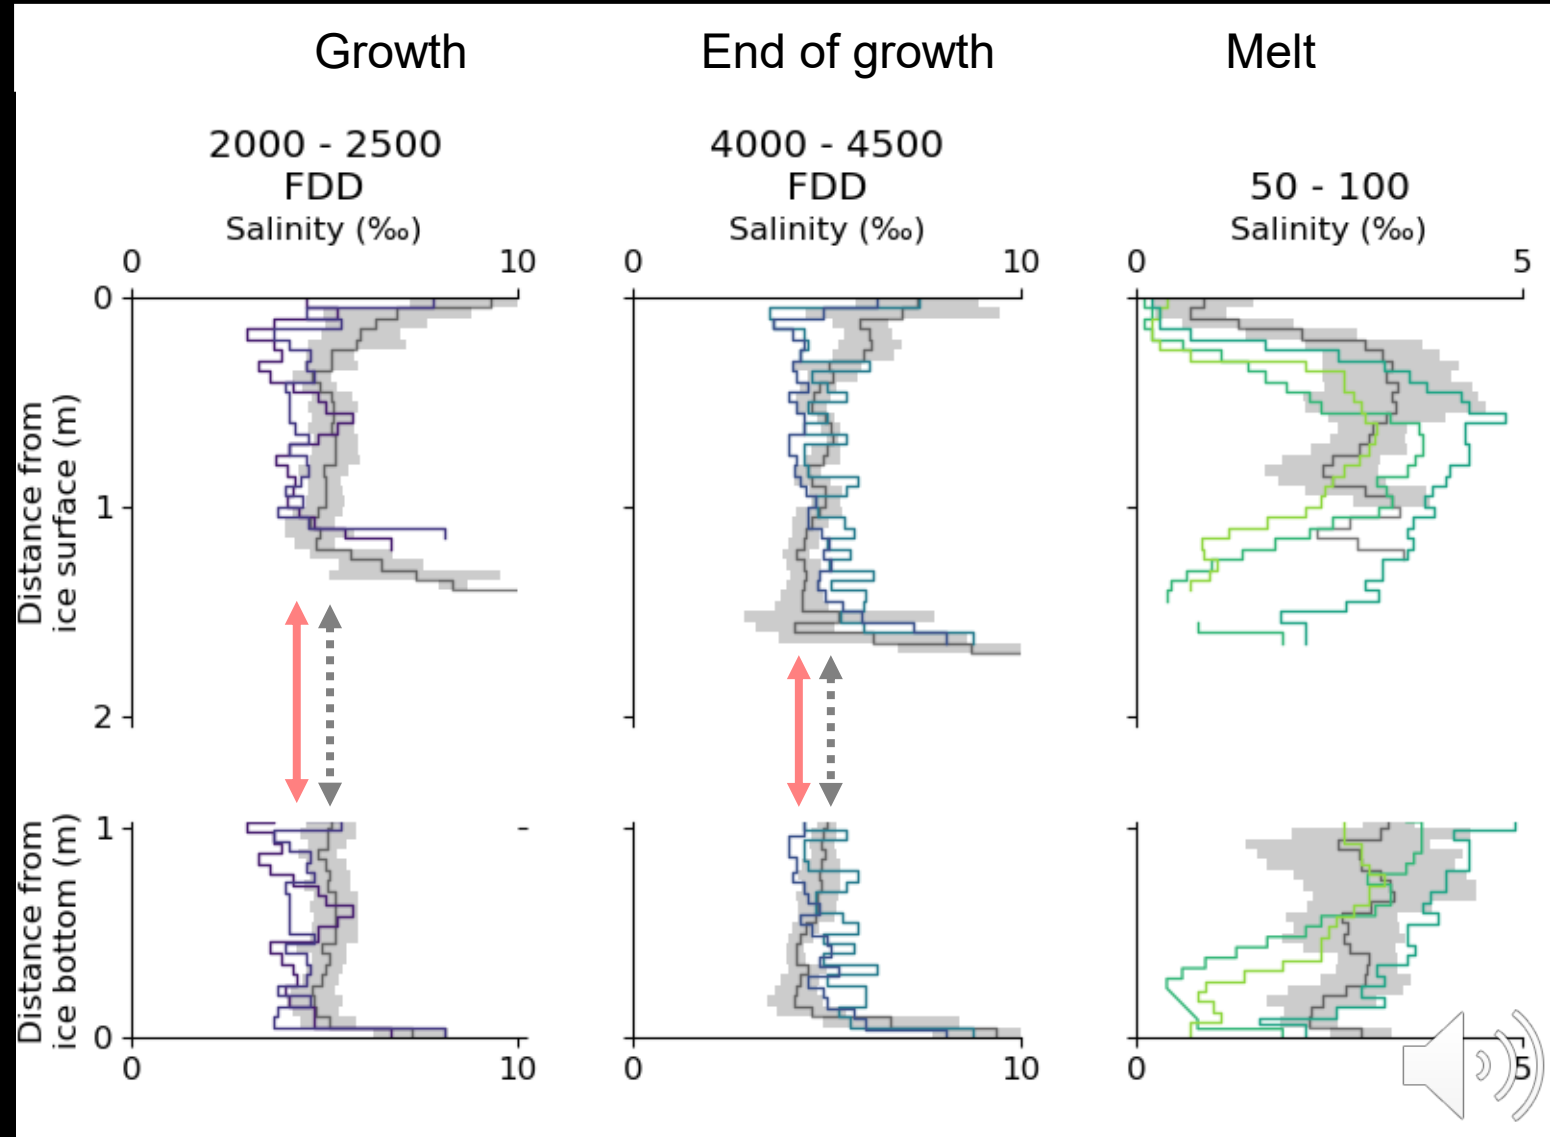 Growth
End of growth
Melt
2000 - 2500
FDD
Salinity (‰)
4000 - 4500
FDD
Salinity (‰)
50 - 100
Salinity (‰)
0
10
0
10
0
5
0
1
2
Distance from
ice surface (m)
1
0
Distance from
ice bottom (m)
0
10
0
10
0
5